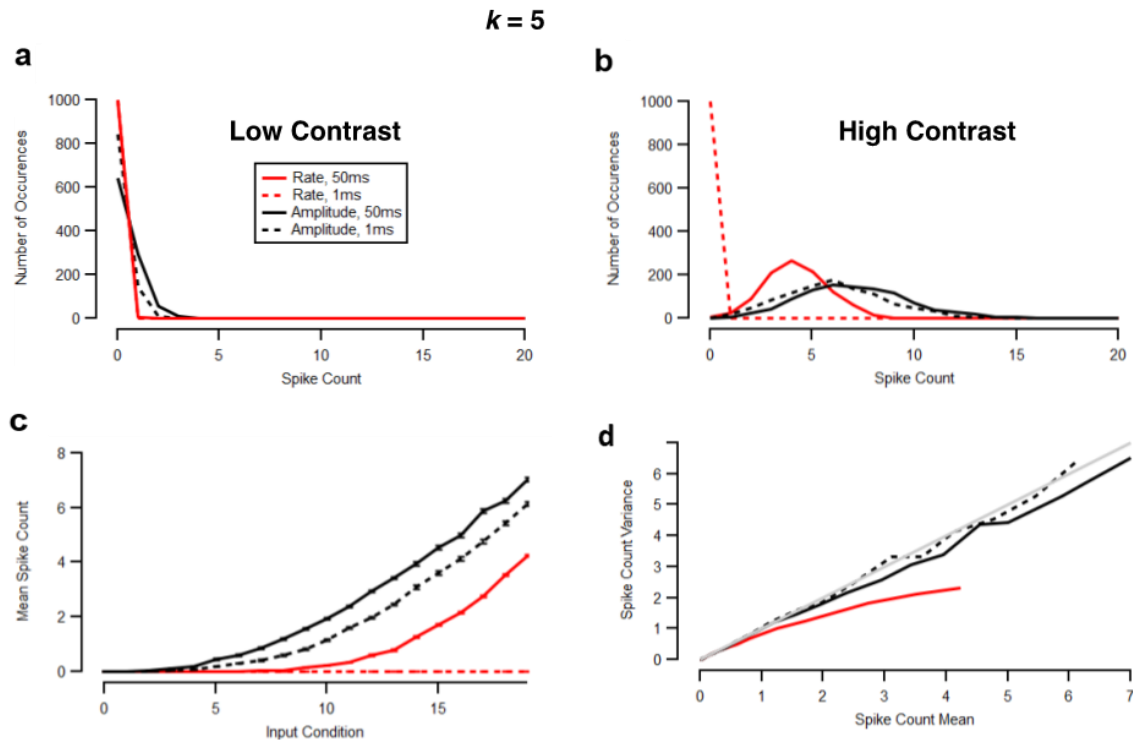 k = 5
a
Number of Occurences
1000
800
600
400
200
0
Low Contrast
Rate, 50ms
Rate, 1ms
Amplitude, 50ms
Amplitude, 1ms
0 5 10 15 20
Spike Count
b
Number of Occurences
1000
800
600
400
200
0
High Contrast
0 5 10 15 20
Spike Count
c
Mean Spike Count
8
6
4
2
0
0 5 10 15
Input Condition
d
Spike Count Variance
6
5
4
3
2
1
0
0 1 2 3 4 5 6 7
Spike Count Mean